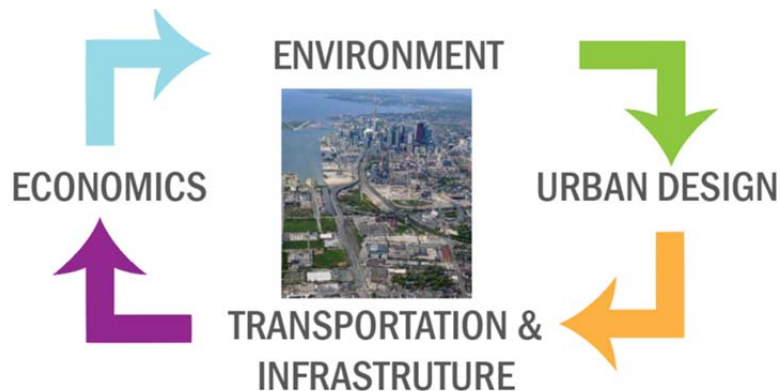 ENVIRONMENT
ECONOMICS
URBAN DESIGN
TRANSPORTATION &
INFRASTRUTURE